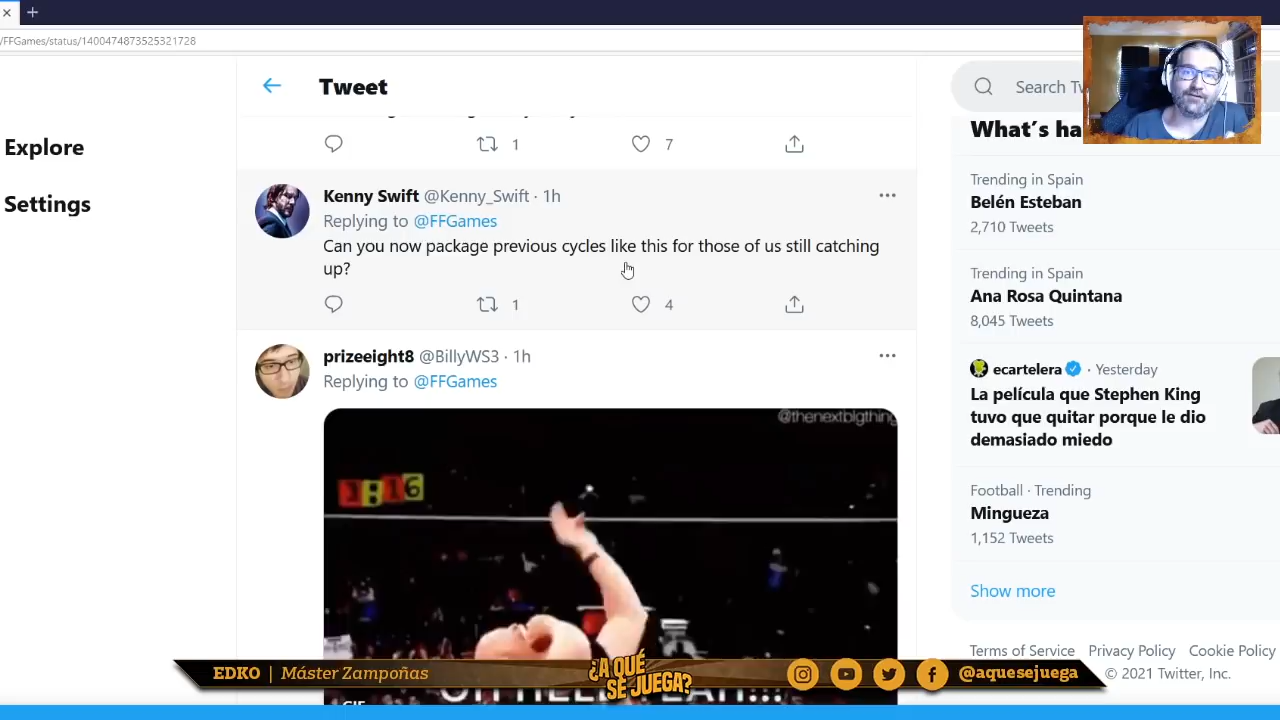 /FFGames/status/1400474873525321728
Tweet
Search Tw
Explore
Settings
1
7
Kenny Swift @Kenny_Swift · 1h
Replying to @FFGames
Can you now package previous cycles like this for those of us still catching
up?
1
4
prizeeight8 @BillyWS3 · 1h
Replying to @FFGames
@thenextbigthing
1:16
GIF
What's ha
Trending in Spain
Belén Esteban
2,710 Tweets
Trending in Spain
Ana Rosa Quintana
8,045 Tweets
ecartelera · Yesterday
La película que Stephen King
tuvo que quitar porque le dio
demasiado miedo
Football · Trending
Mingueza
1,152 Tweets
Show more
Terms of Service Privacy Policy Cookie Policy
© 2021 Twitter, Inc.
EDKO | Máster Zampoñas
¿A QUÉ
SE JUEGA?
@aquesejuega